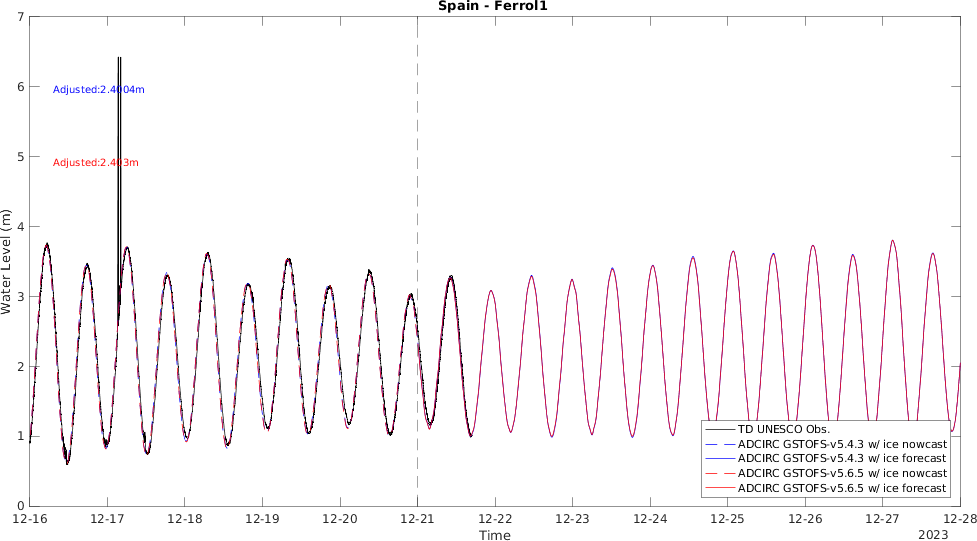 Spain - Ferrol1
7
6
5
4
3
2
1
0
Water Level (m)
Adjusted:2.4004m
Adjusted:2.403m
TD UNESCO Obs.
ADCIRC GSTOFS-v5.4.3 w/ ice nowcast
ADCIRC GSTOFS-v5.4.3 w/ ice forecast
ADCIRC GSTOFS-v5.6.5 w/ ice nowcast
ADCIRC GSTOFS-v5.6.5 w/ ice forecast
12-16 12-17 12-18 12-19 12-20 12-21 12-22 12-23 12-24 12-25 12-26 12-27 12-28
Time
2023